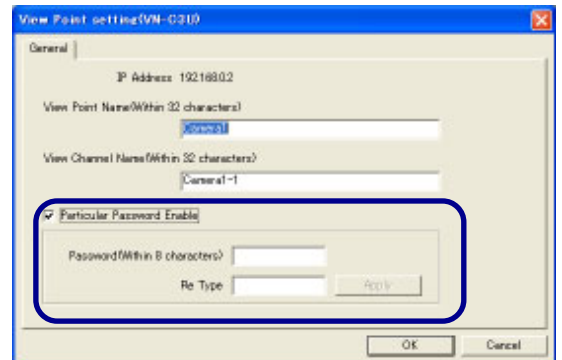 View Point setting(VN-C3U)
General
IP Address 192.168.0.2
View Point Name(Within 32 characters)
Camera1
View Channel Name(Within 32 characters)
Camera1-1
Particular Password Enable
Password(Within 8 characters)
Re Type Apply
OK Cancel